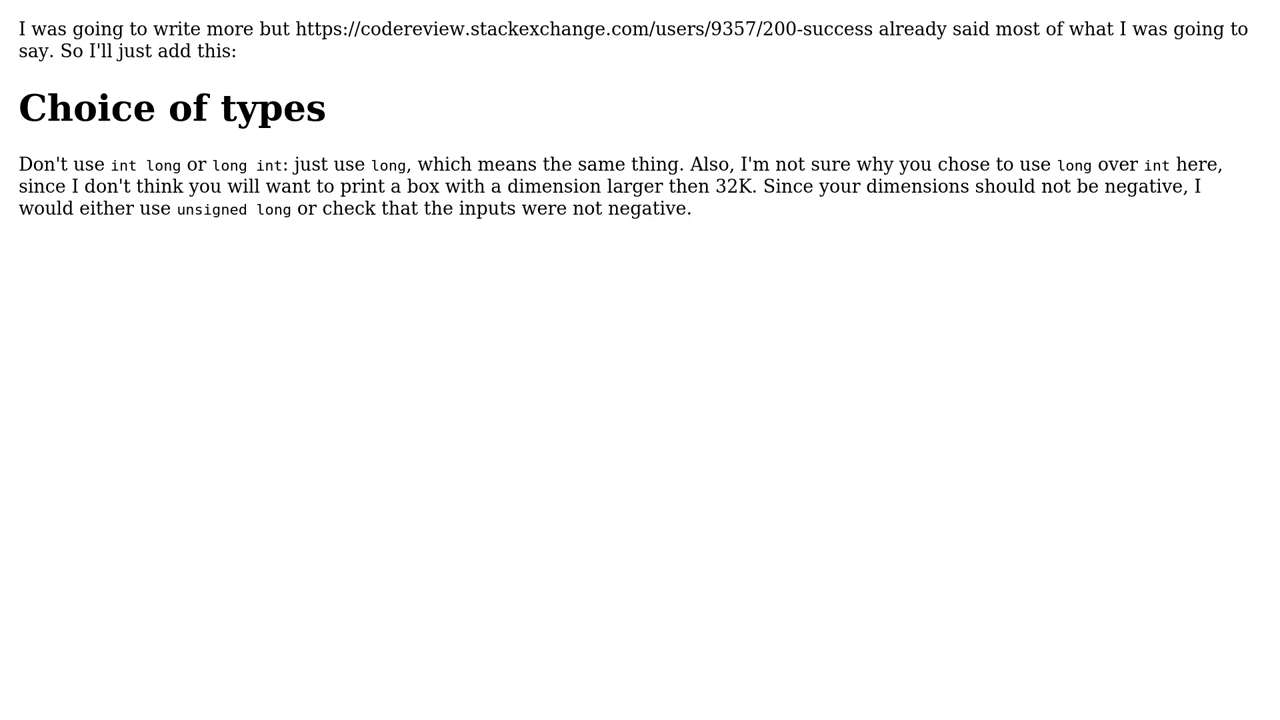 I was going to write more but https://codereview.stackexchange.com/users/9357/200-success already said most of what I was going to
say. So I'll just add this:
Choice of types
Don't use int long or long int: just use long, which means the same thing. Also, I'm not sure why you chose to use long over int here,
since I don't think you will want to print a box with a dimension larger then 32K. Since your dimensions should not be negative, I
would either use unsigned long or check that the inputs were not negative.